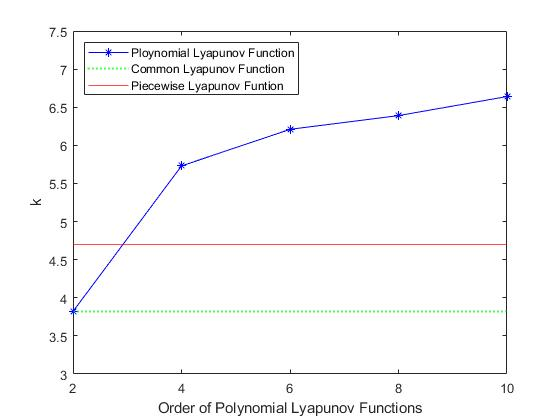 7.5
7
6.5
6
5.5
5
4.5
4
3.5
3
k
Ploynomial Lyapunov Function
Common Lyapunov Function
Piecewise Lyapunov Funtion
2 4 6 8 10
Order of Polynomial Lyapunov Functions